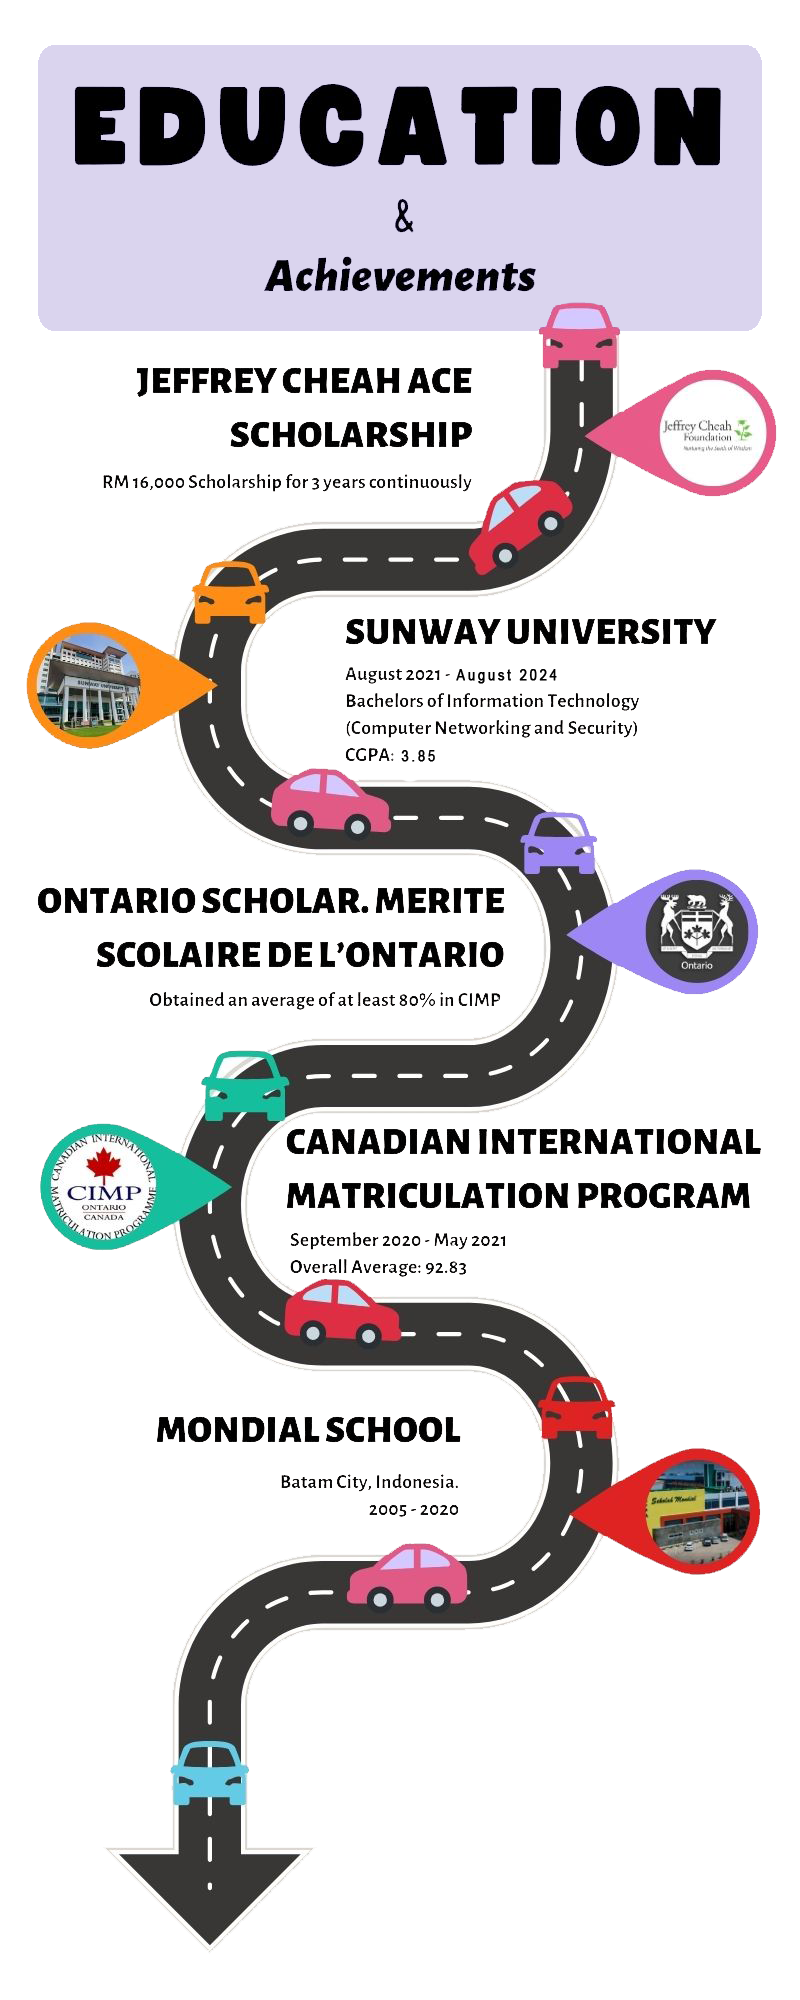 EDUCATION
&
Achievements
JEFFREY CHEAH ACE
SCHOLARSHIP
RM 16,000 Scholarship for 3 years continuously
Jeffrey Cheah
Foundation
Nurturing the Seeds of Wisdom
SUNWAY UNIVERSITY
August 2021 - August 2024
Bachelors of Information Technology
(Computer Networking and Security)
CGPA: 3.85
SUNWAY UNIVERSITY
ONTARIO SCHOLAR. MERITE
SCOLAIRE DE L’ONTARIO
Obtained an average of at least 80% in CIMP
Ontario
CANADIAN INTERNATIONAL
MATRICULATION PROGRAM
September 2020 - May 2021
Overall Average: 92.83
CANADIAN INTERNATIONAL
CIMP
ONTARIO
CANADA
MATRICULATION PROGRAMME
MONDIAL SCHOOL
Batam City, Indonesia.
2005 - 2020
Sekolah Mondial